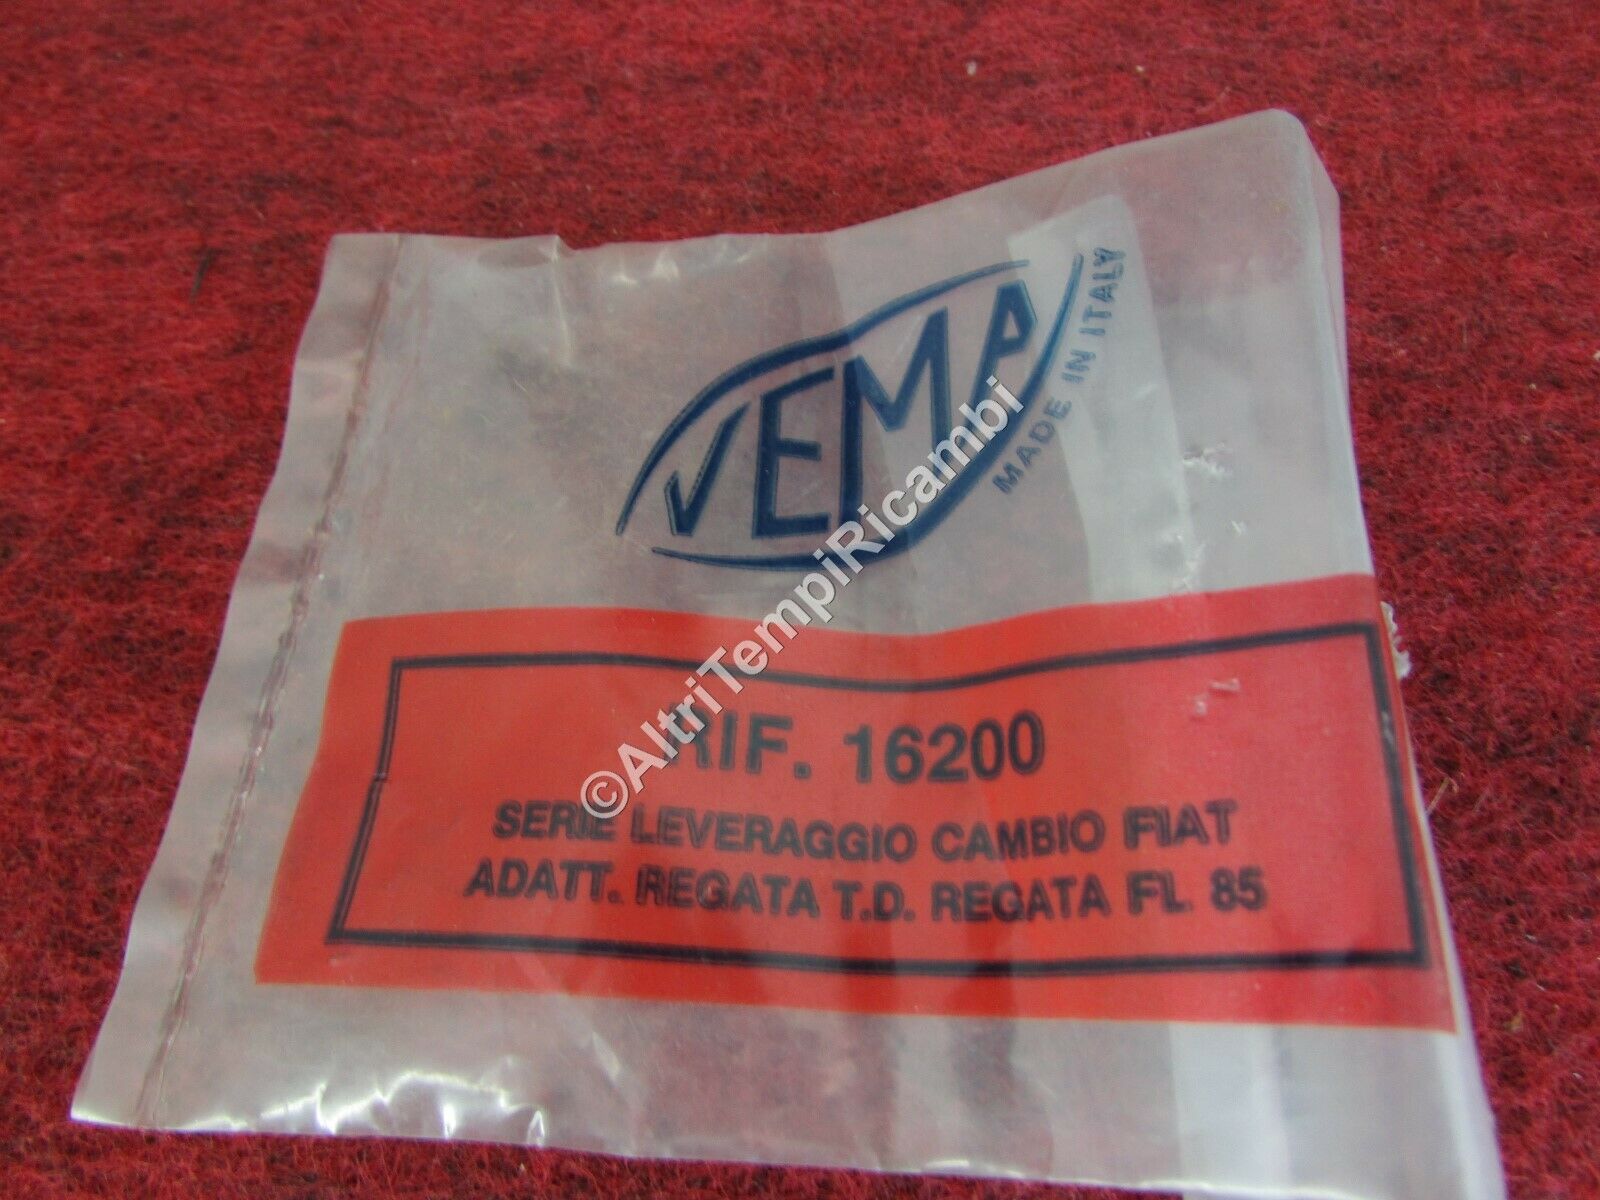 VEMA
MADE IN ITALY
©AltriTempiRicambi
RIF. 16200
SERIE LEVERAGGIO CAMBIO FIAT
ADATT. REGATA T.D. REGATA FL 85